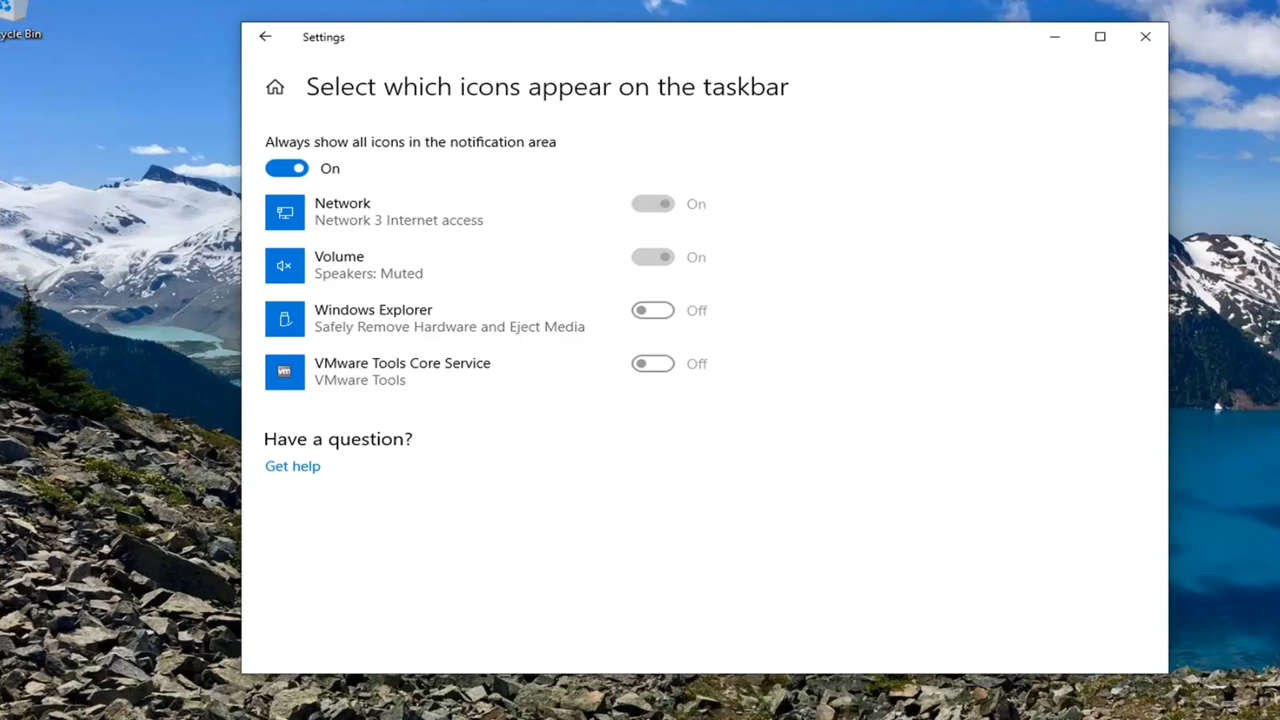 ycle Bin
Settings
Select which icons appear on the taskbar
Always show all icons in the notification area
On
Network
Network 3 Internet access
On
Volume
Speakers: Muted
On
Windows Explorer
Safely Remove Hardware and Eject Media
Off
VMware Tools Core Service
VMware Tools
Off
Have a question?
Get help